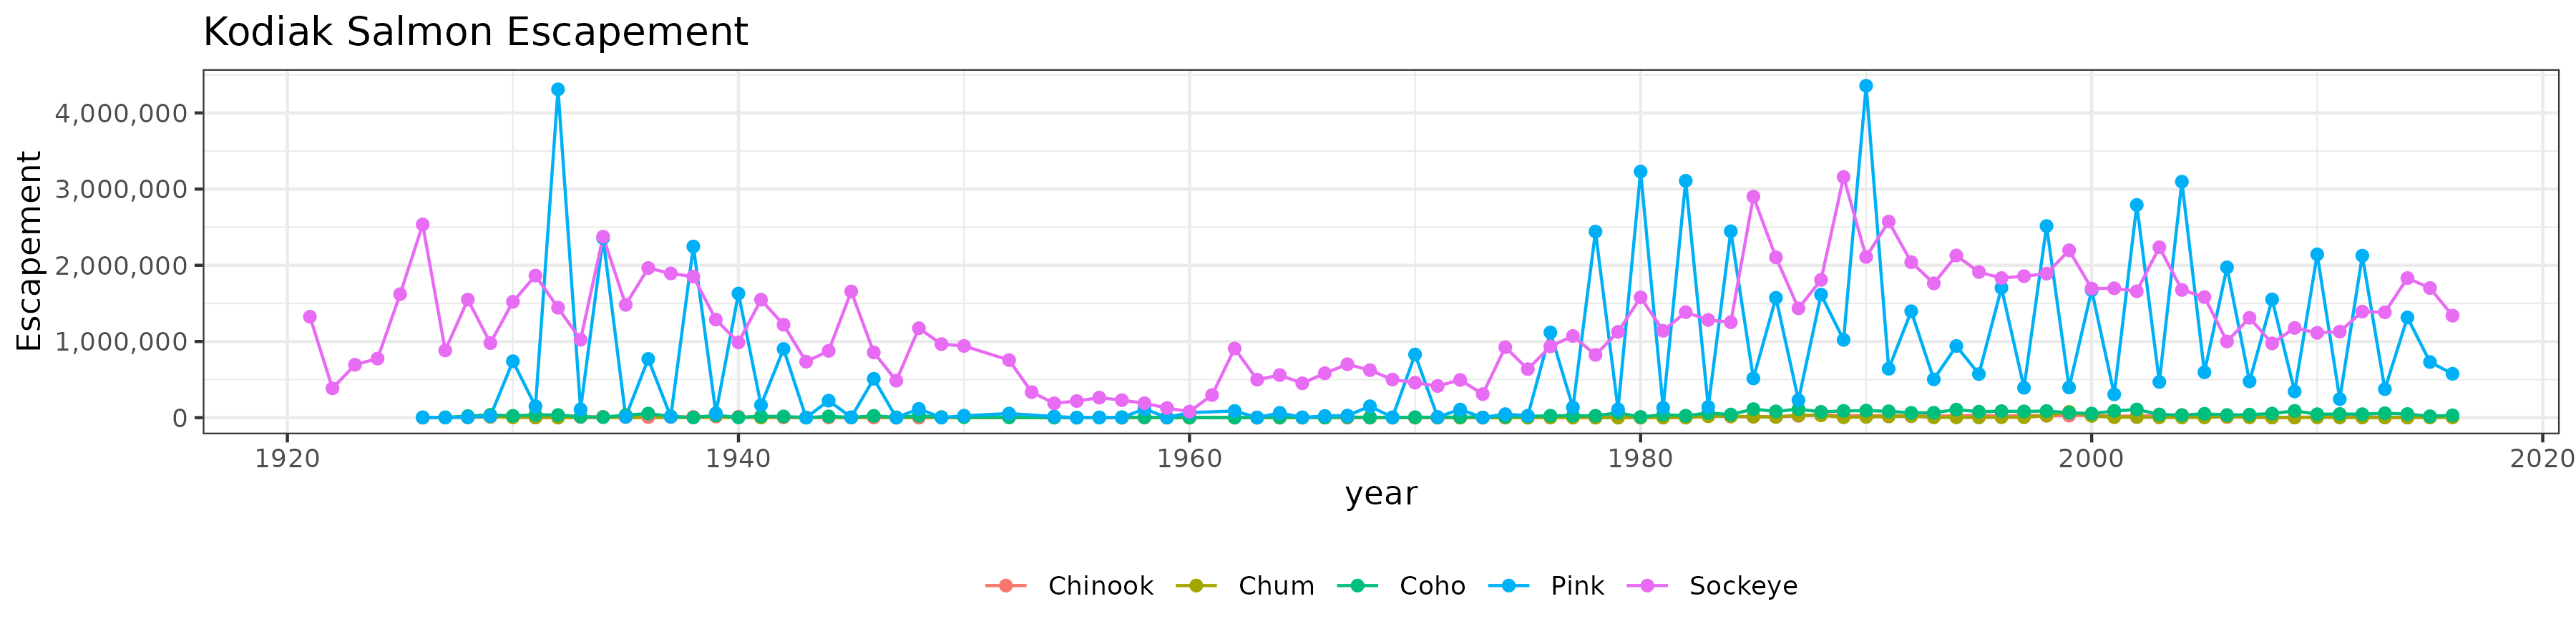 Kodiak Salmon Escapement
Escapement
4,000,000
3,000,000
2,000,000
1,000,000
0
1920 1940 1960 1980 2000 2020
year
Chinook Chum Coho Pink Sockeye